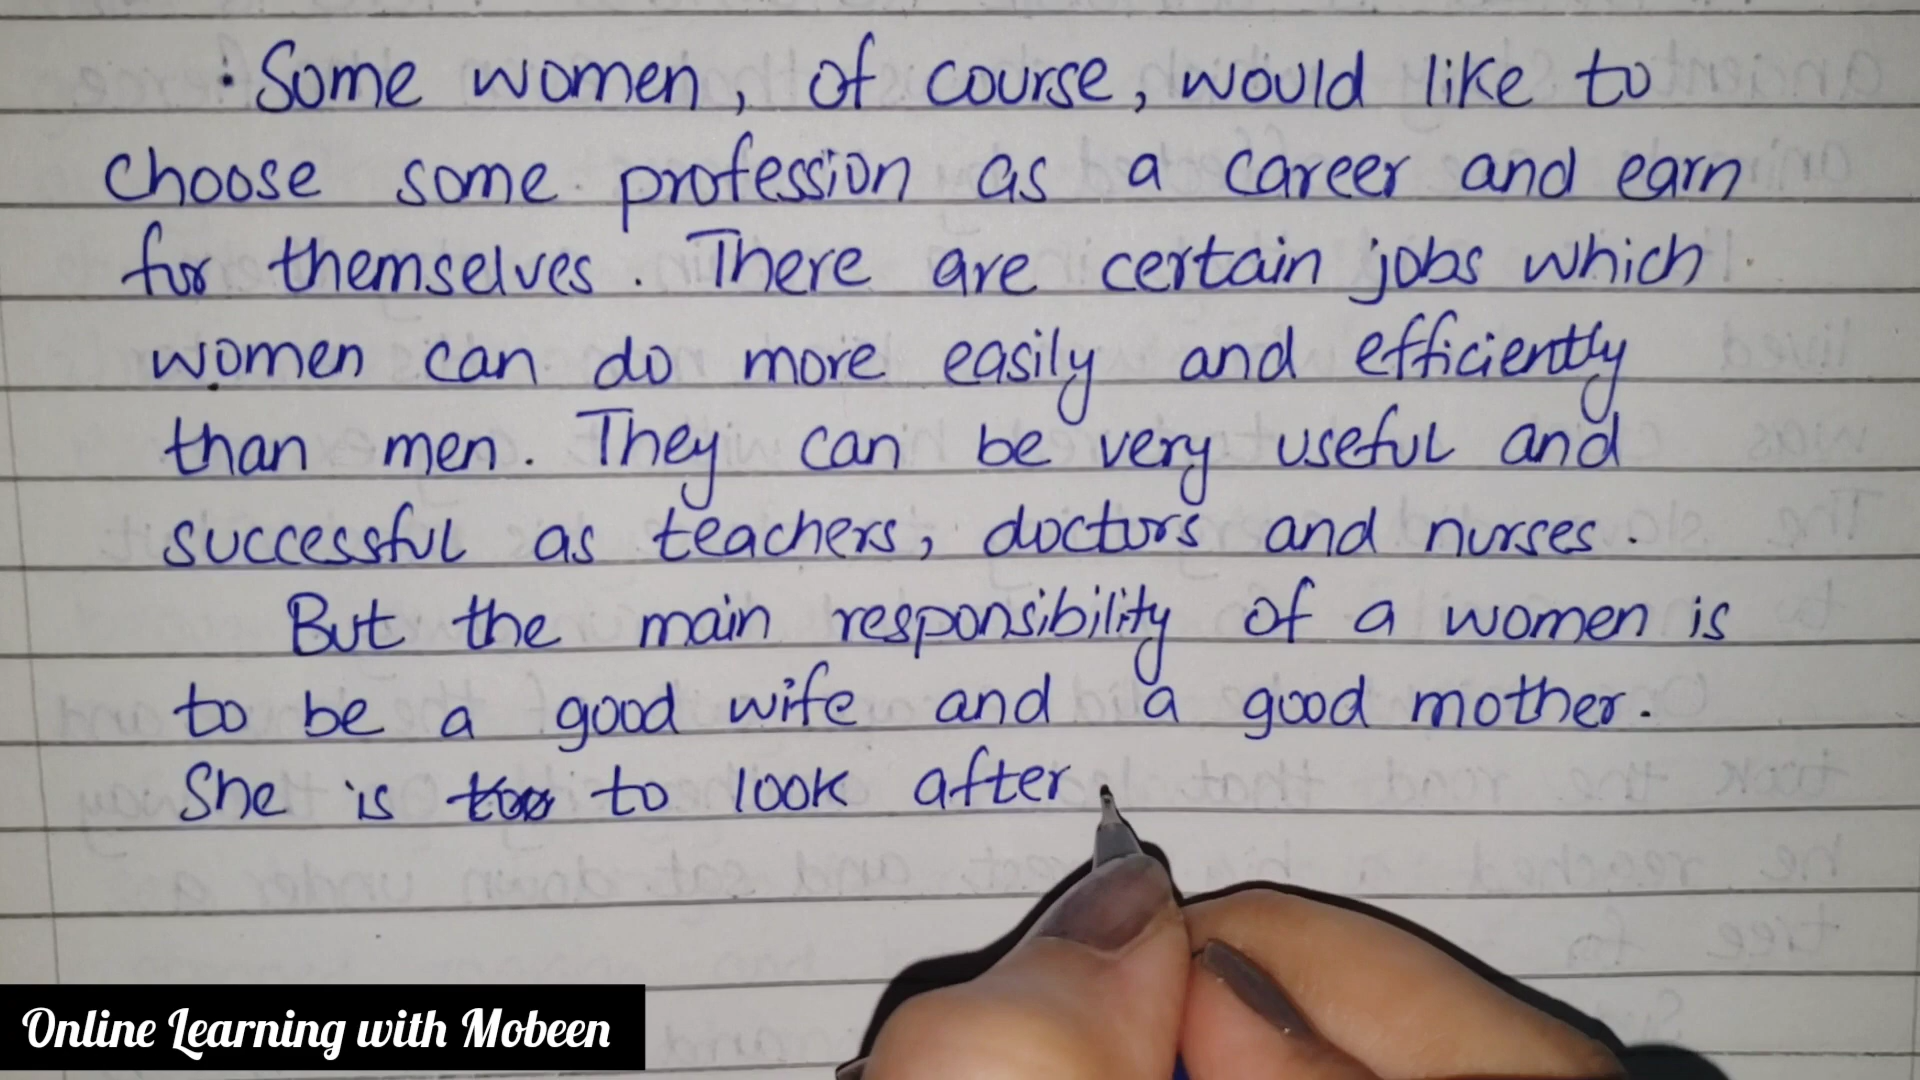 Some women, of course, would like to
choose some profession as a career and earn
for themselves. There are certain jobs which
women can do more easily and efficiently
than men. They can be very useful and
successful as teachers, doctors and nurses.
But the main responsibility of a women is
to be a good wife and a good mother.
She is to look after
Online Learning with Mobeen